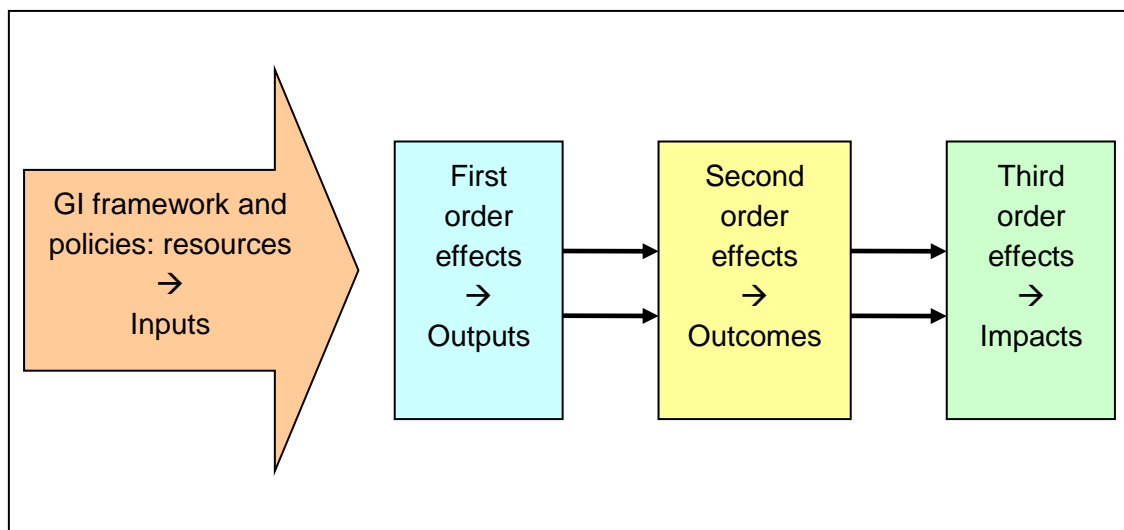 GI framework and
policies: resources
→
Inputs
First
order
effects
→
Outputs
Second
order
effects
→
Outcomes
Third
order
effects
→
Impacts